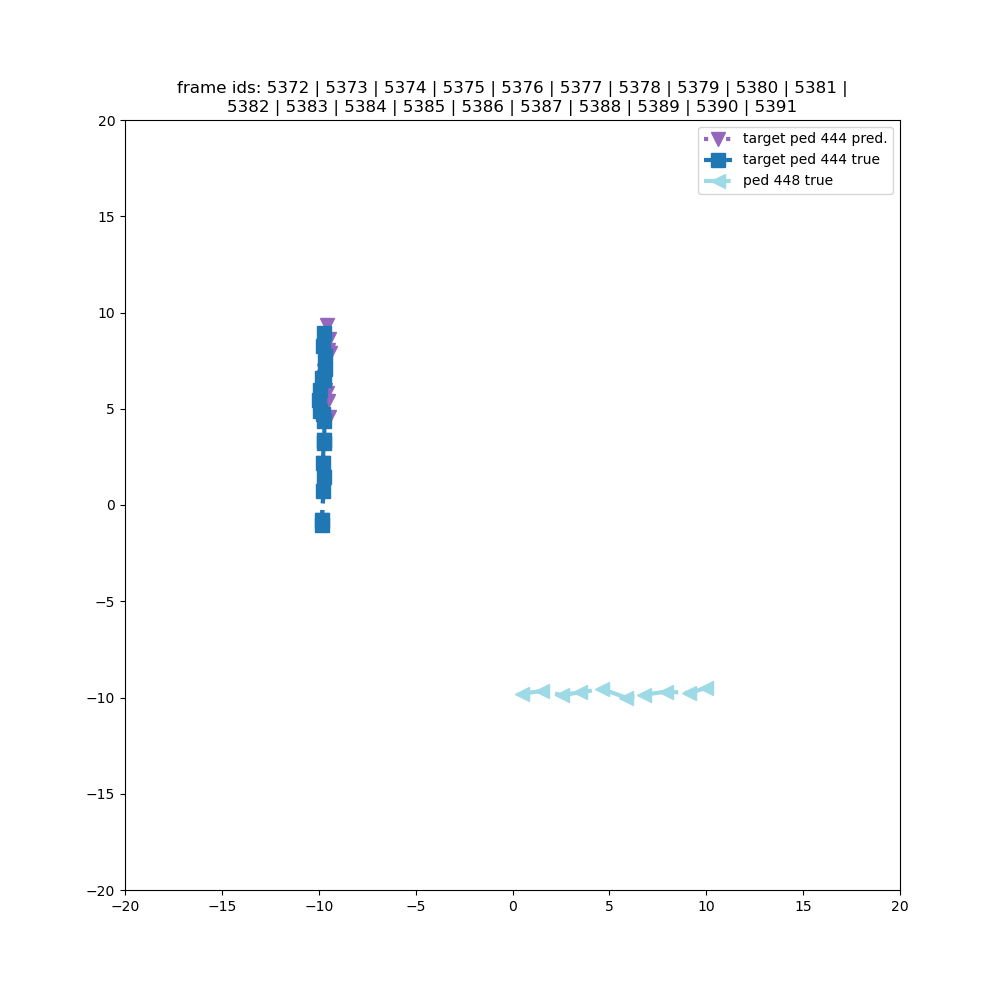 frame ids: 5372 | 5373 | 5374 | 5375 | 5376 | 5377 | 5378 | 5379 | 5380 | 5381 |
5382 | 5383 | 5384 | 5385 | 5386 | 5387 | 5388 | 5389 | 5390 | 5391
target ped 444 pred.
target ped 444 true
ped 448 true
20
15
10
5
0
−5
−10
−15
−20
−20 −15 −10 −5 0 5 10 15 20